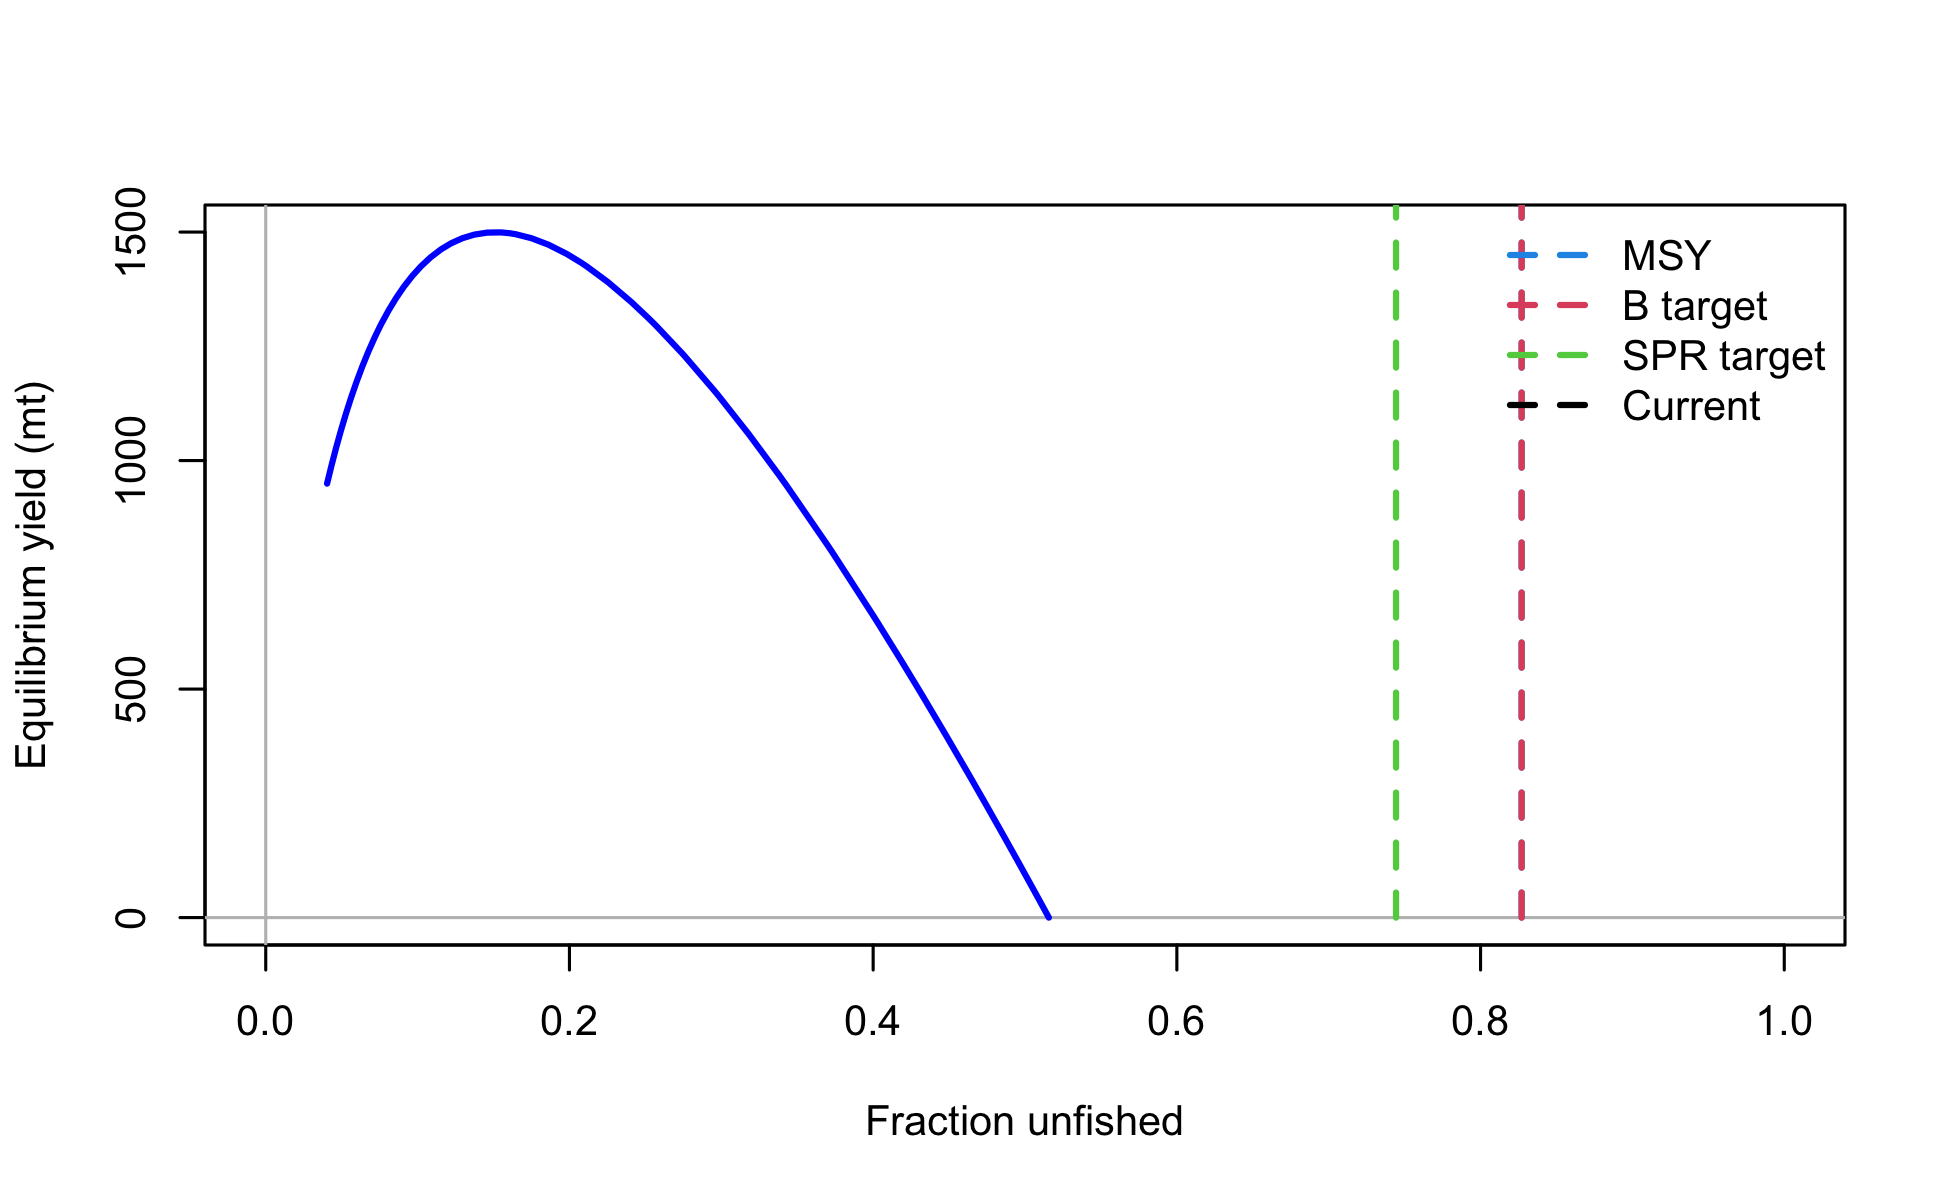 1500
1000
500
0
Equilibrium yield (mt)
MSY
B target
SPR target
Current
0.0 0.2 0.4 0.6 0.8 1.0
Fraction unfished